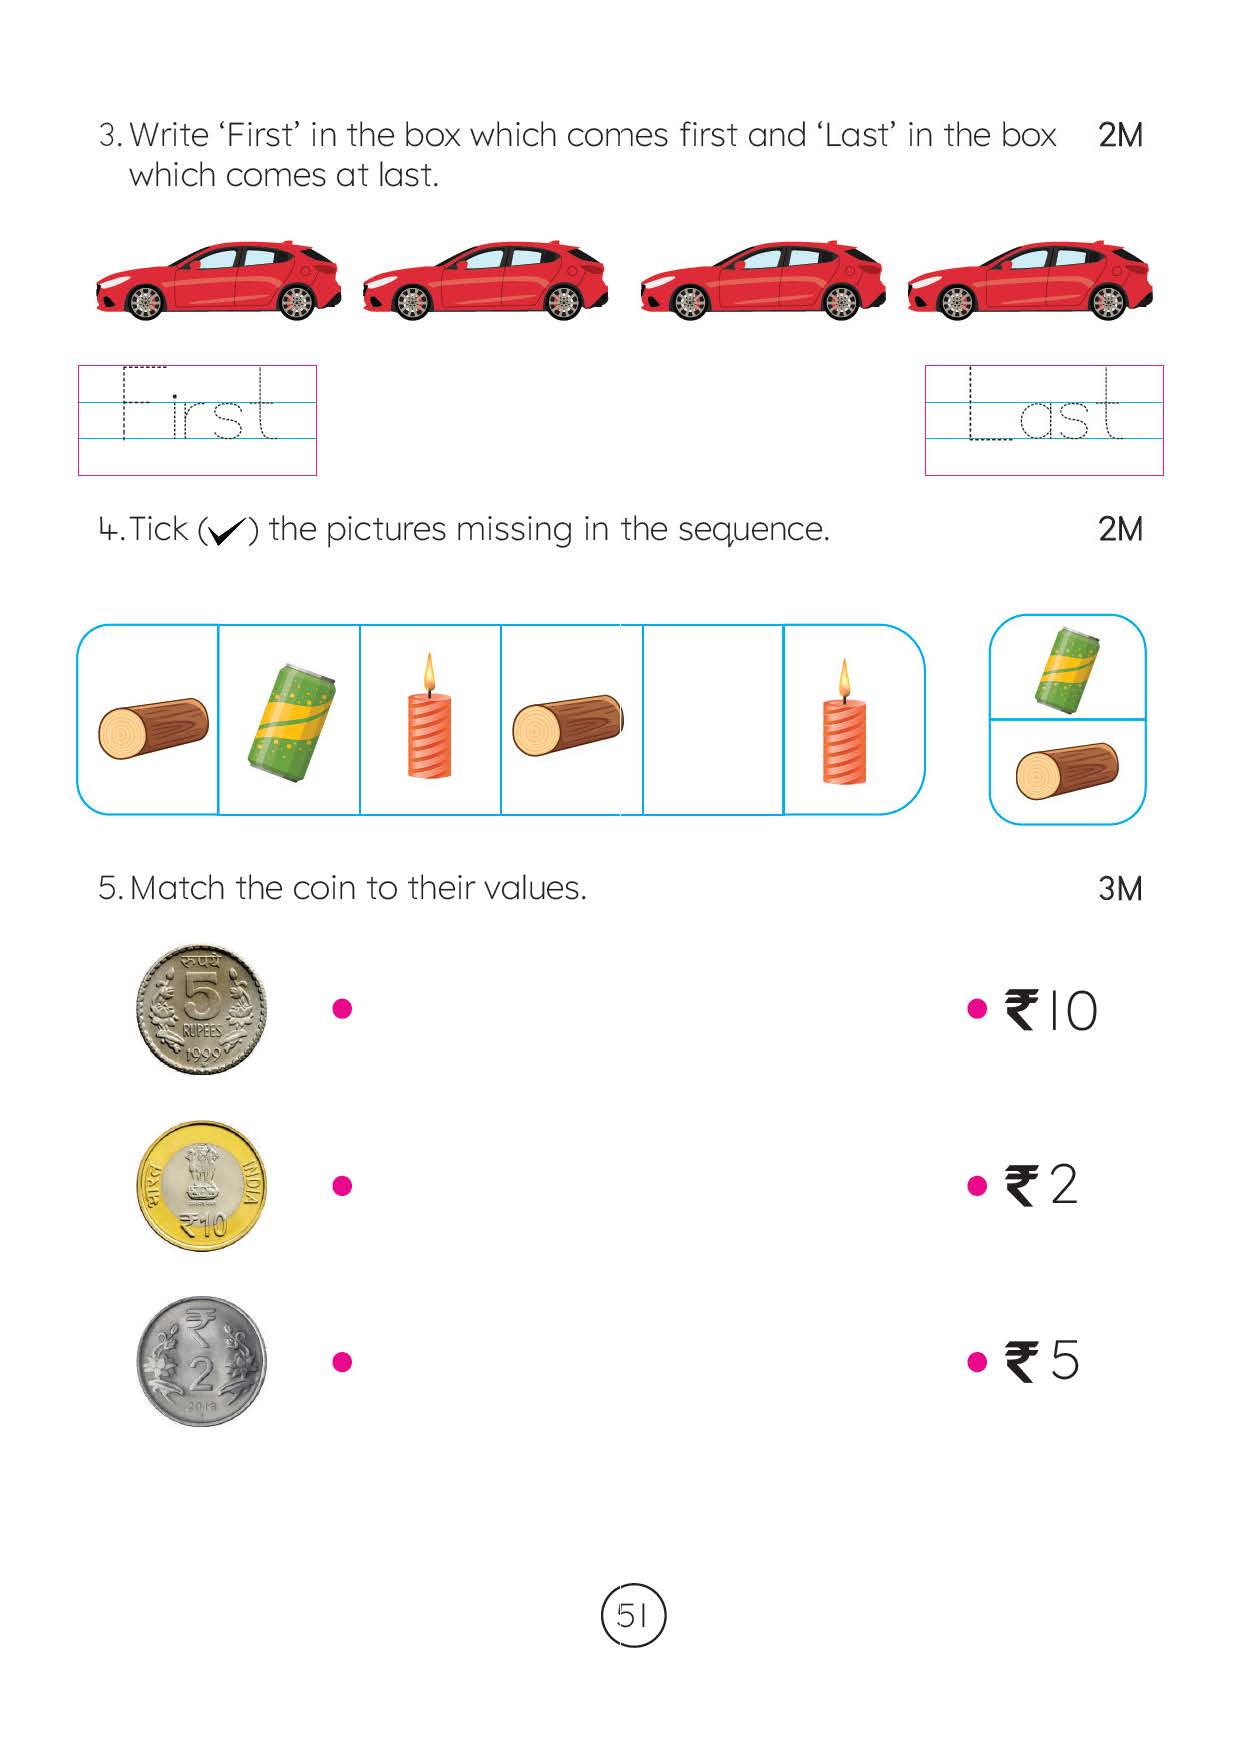 3. Write ‘First’ in the box which comes first and ‘Last’ in the box 2M
which comes at last.
First Last
4. Tick (✓) the pictures missing in the sequence. 2M
5. Match the coin to their values. 3M
रुपये
5
RUPEES
1999
₹10
भारत INDIA
₹10
₹ 2
₹
2
₹ 5
51